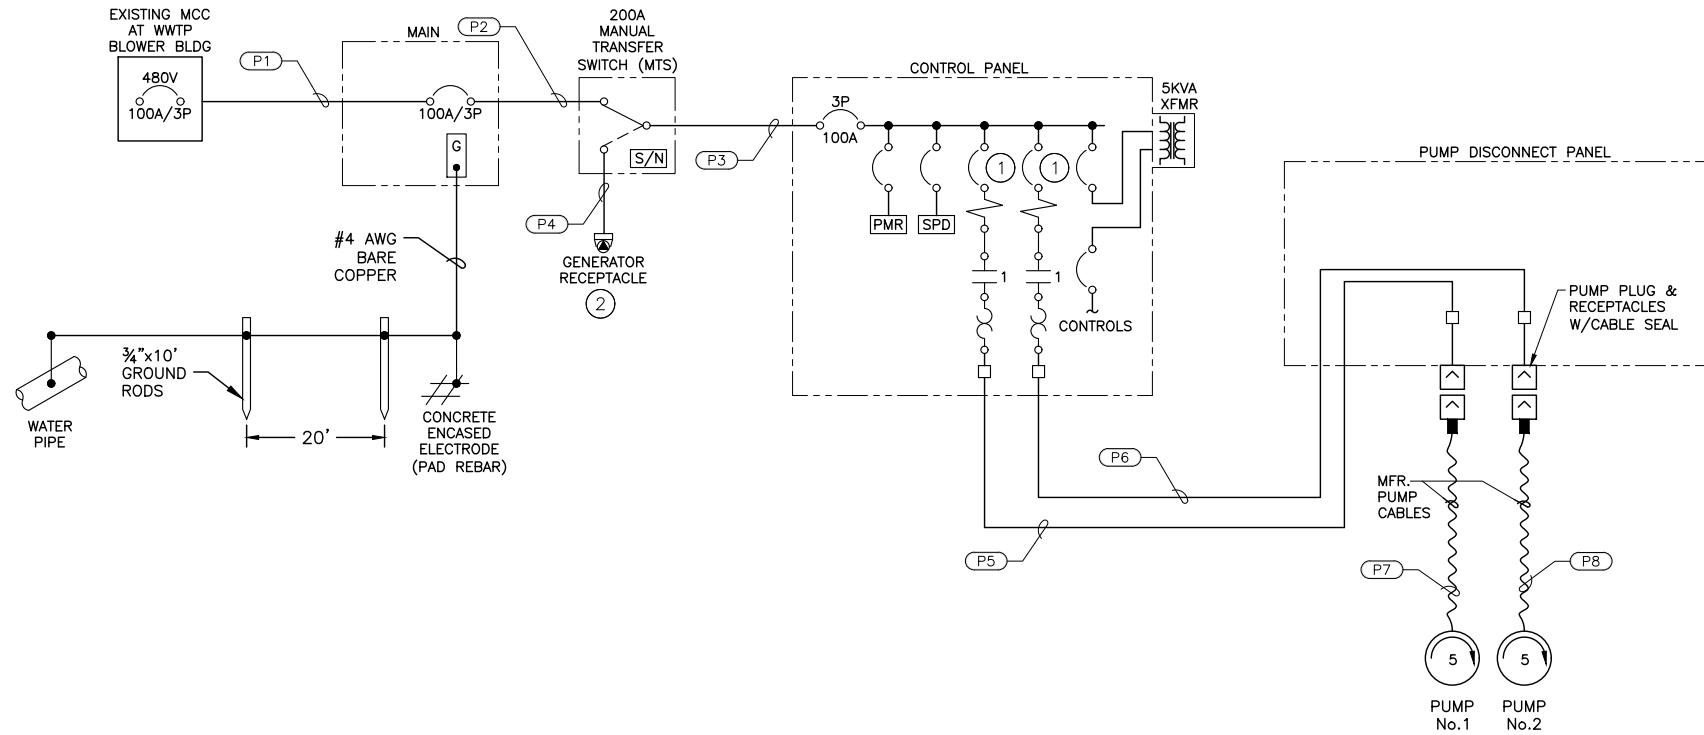 EXISTING MCC
AT WWTP
BLOWER BLDG
480V
100A/3P
P1
MAIN
100A/3P
G
P2
200A
MANUAL
TRANSFER
SWITCH (MTS)
S/N
P3
P4
GENERATOR
RECEPTACLE
2
#4 AWG
BARE
COPPER
¾"x10'
GROUND
RODS
20'
WATER
PIPE
CONCRETE
ENCASED
ELECTRODE
(PAD REBAR)
CONTROL PANEL
3P
100A
1
1
PMR
SPD
1
1
CONTROLS
5KVA
XFMR
PUMP DISCONNECT PANEL
PUMP PLUG &
RECEPTACLES
W/CABLE SEAL
P6
P5
MFR.
PUMP
CABLES
P7
P8
5
5
PUMP
No.1
PUMP
No.2